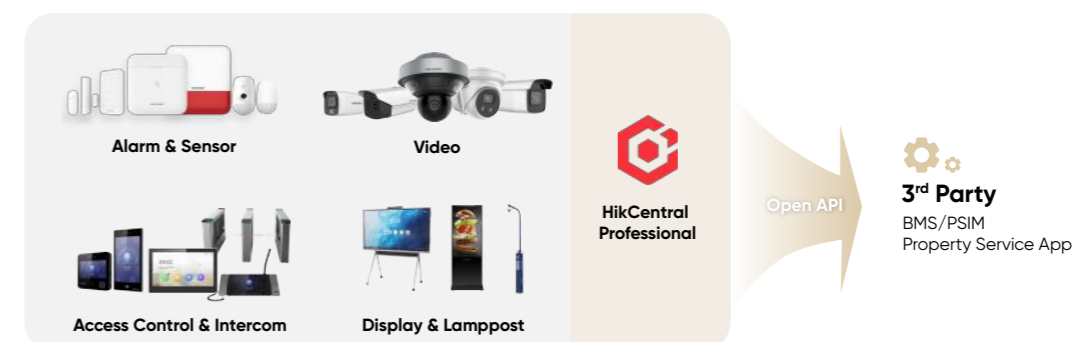 Alarm & Sensor
Video
HikCentral
Professional
Open API
3rd Party
BMS/PSIM
Property Service App
Access Control & Intercom
Display & Lamppost